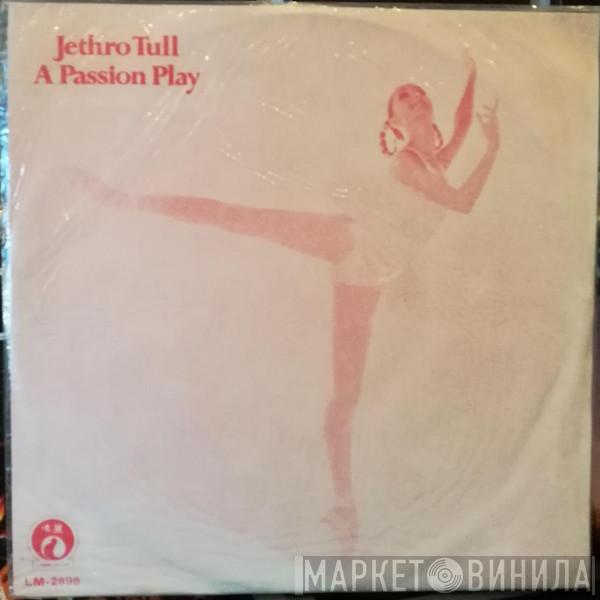 Jethro Tull
A Passion Play
LM-2898
МАРКЕТ ВИНИЛА